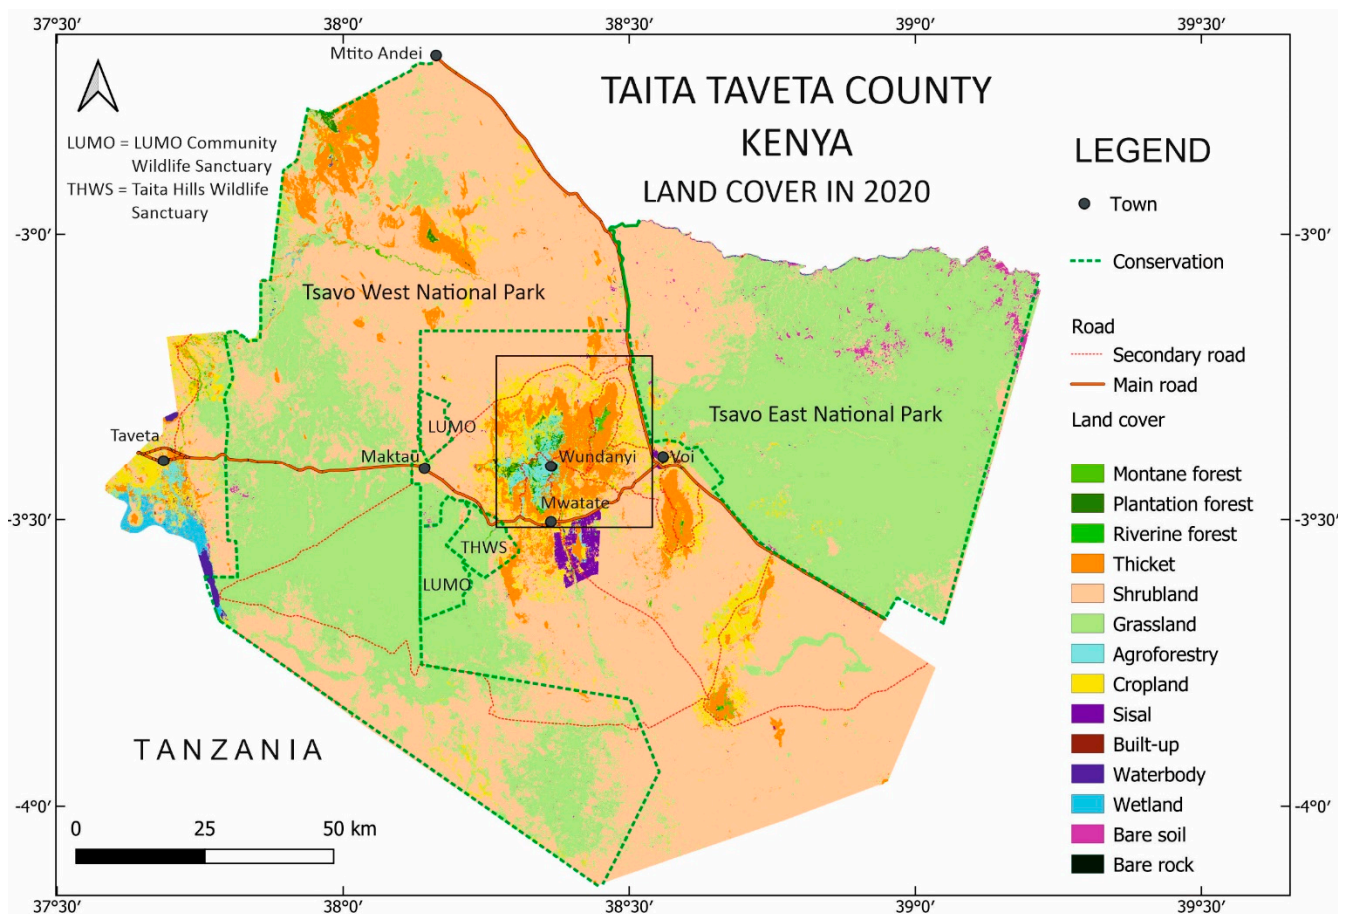 37°30′ 38°0′ 38°30′ 39°0′ 39°30′
Mtito Andei
TAITA TAVETA COUNTY
KENYA
LAND COVER IN 2020
LUMO = LUMO Community
Wildlife Sanctuary
THWS = Taita Hills Wildlife
Sanctuary
LEGEND
Town
Conservation
Road
Secondary road
Main road
Land cover
Montane forest
Plantation forest
Riverine forest
Thicket
Shrubland
Grassland
Agroforestry
Cropland
Sisal
Built-up
Waterbody
Wetland
Bare soil
Bare rock
-3°0′ -3°0′
Tsavo West National Park
Tsavo East National Park
LUMO
Taveta
Maktau
Wundanyi
Voi
Mwatate
-3°30′ -3°30′
THWS
LUMO
TANZANIA
-4°0′ -4°0′
0 25 50 km
37°30′ 38°0′ 38°30′ 39°0′ 39°30′